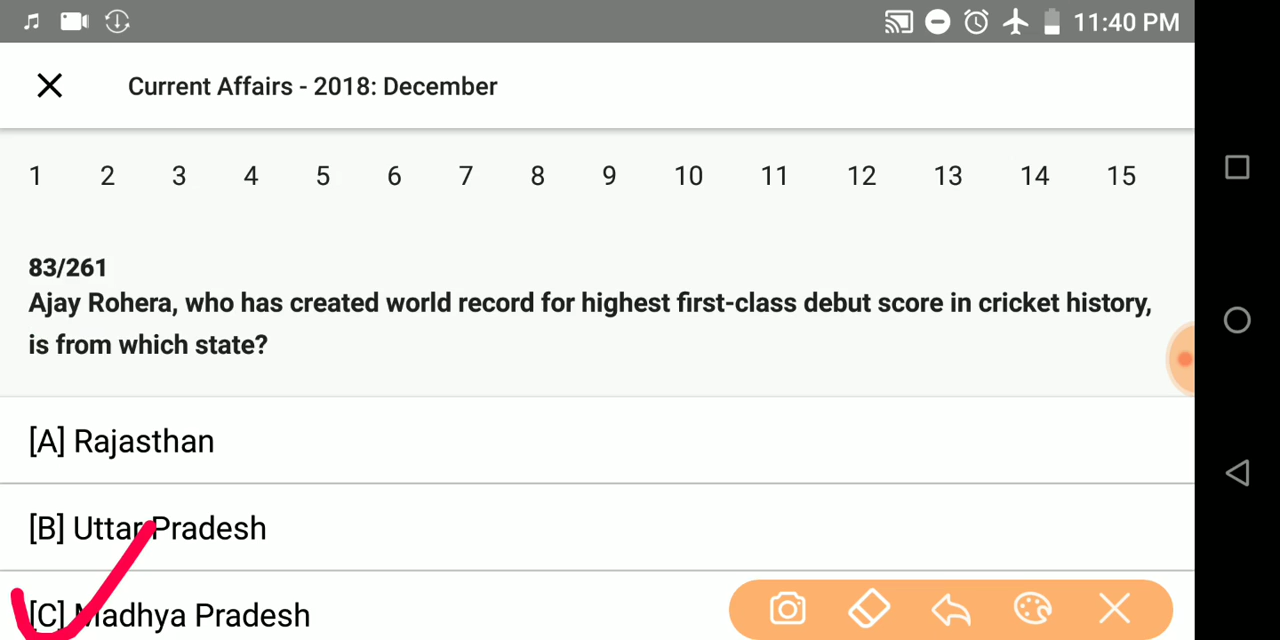 11:40 PM
Current Affairs - 2018: December
1 2 3 4 5 6 7 8 9 10 11 12 13 14 15
83/261
Ajay Rohera, who has created world record for highest first-class debut score in cricket history,
is from which state?
[A] Rajasthan
[B] Uttar Pradesh
[C] Madhya Pradesh